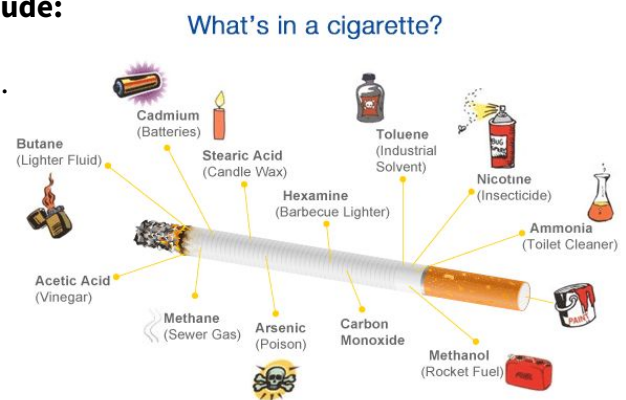 ude:
What's in a cigarette?
.
Cadmium
(Batteries)
Butane
(Lighter Fluid)
Stearic Acid
(Candle Wax)
Toluene
(Industrial
Solvent)
Hexamine
(Barbecue Lighter)
BUG
Nicotine
(Insecticide)
Ammonia
(Toilet Cleaner)
Acetic Acid
(Vinegar)
Methane
(Sewer Gas)
Arsenic
(Poison)
Carbon
Monoxide
Methanol
(Rocket Fuel)
PAINT